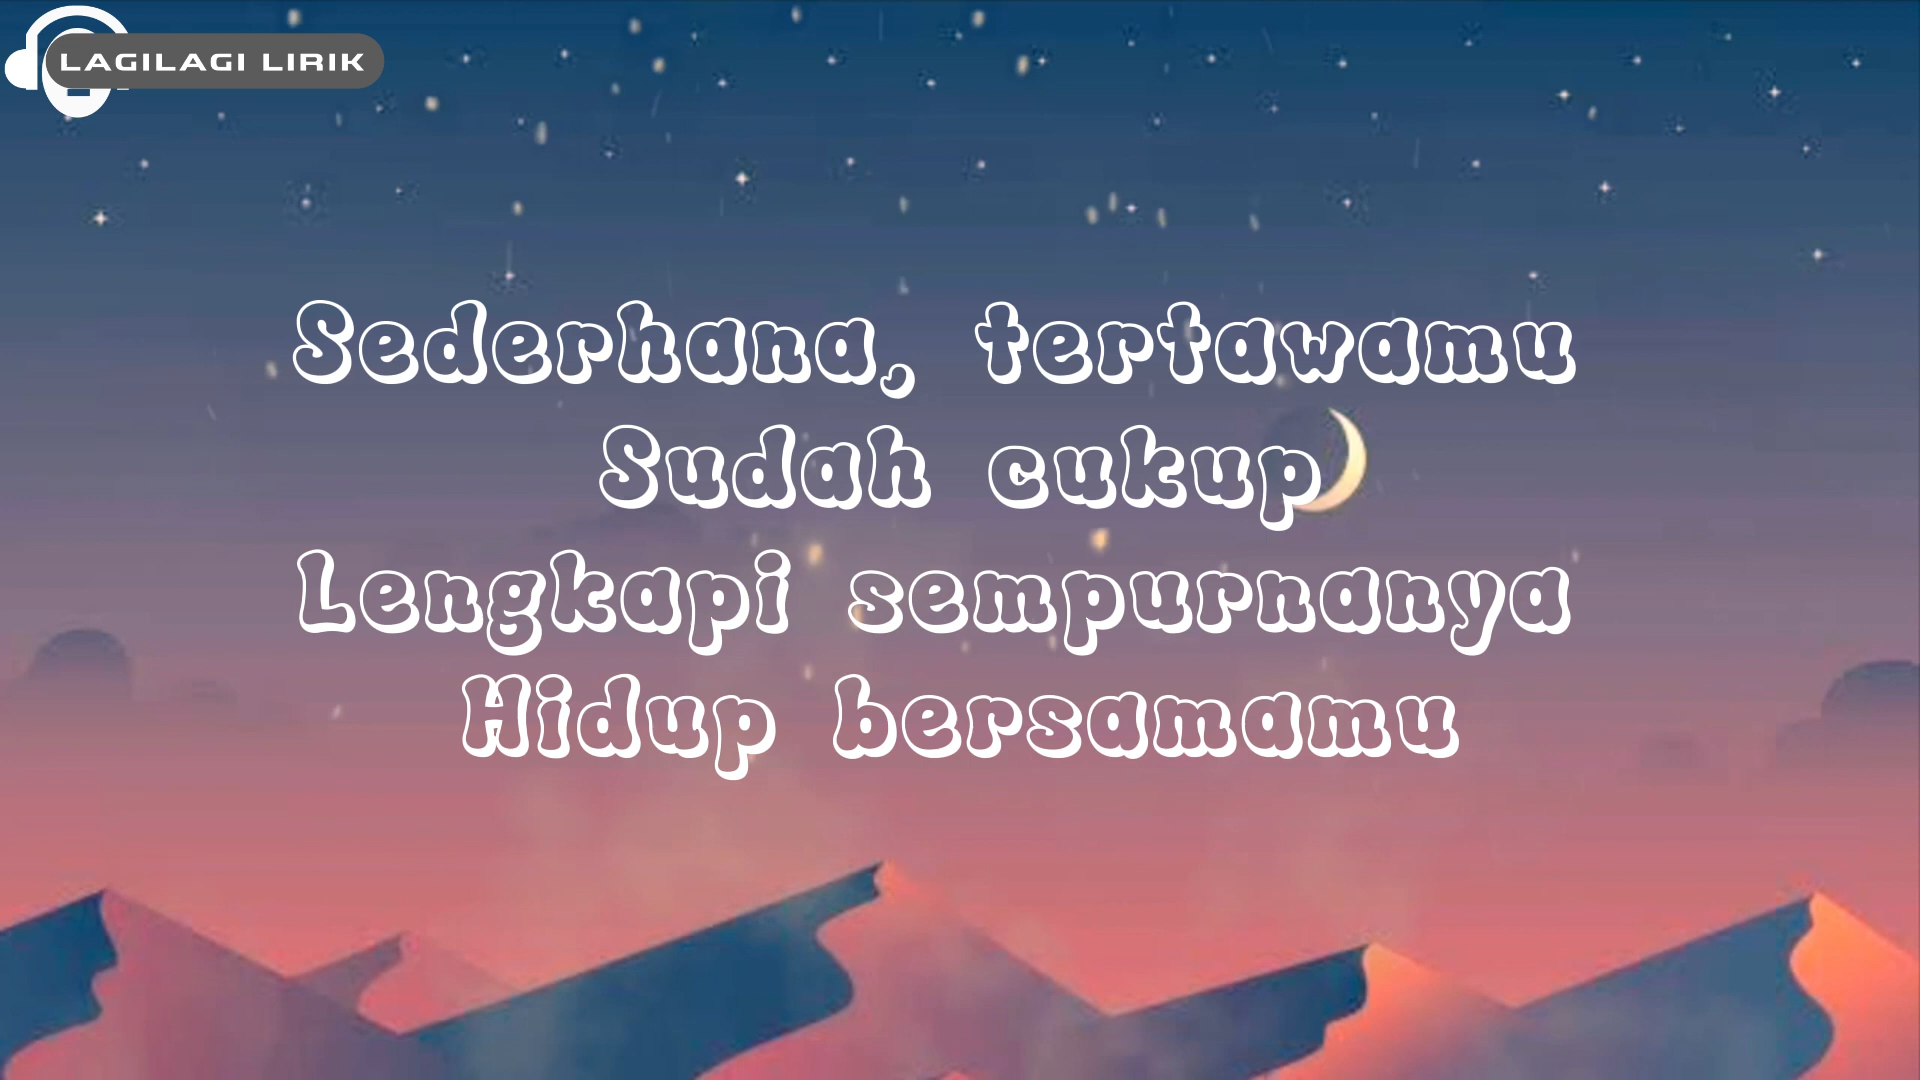 LAGILAGI LIRIK
Sederhana, tertawamu
Sudah cukup
Lengkapi sempurnanya
Hidup bersamamu